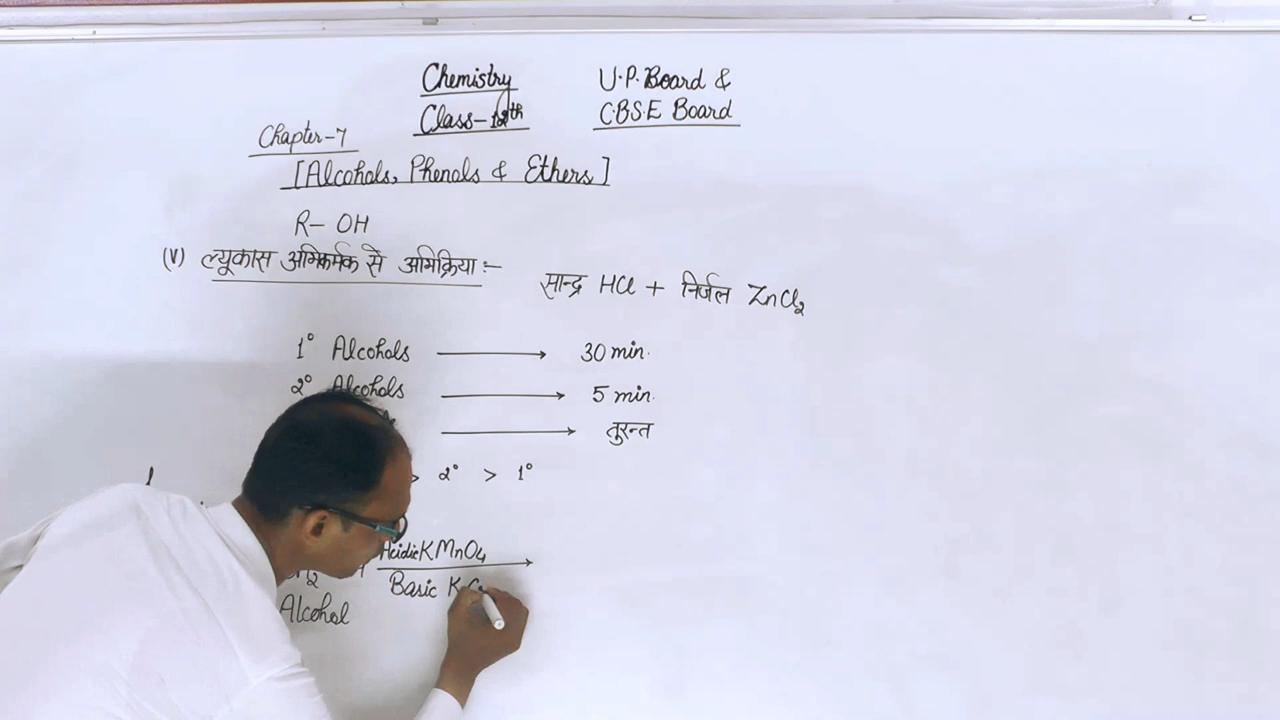 Chemistry
Class-12th
U.P. Board &
C.B.S.E Board
Chapter-7
[Alcohols, Phenols & Ethers]
R- OH
(V) ल्यूकास अभिकर्मक से अभिक्रिया :-
सान्द्र HCl + निर्जल ZnCl2
1° Alcohols → 30 min.
2° Alcohols → 5 min.
→ तुरन्त
> 2° > 1°
Acidic KMnO4
Basic
Alcohol